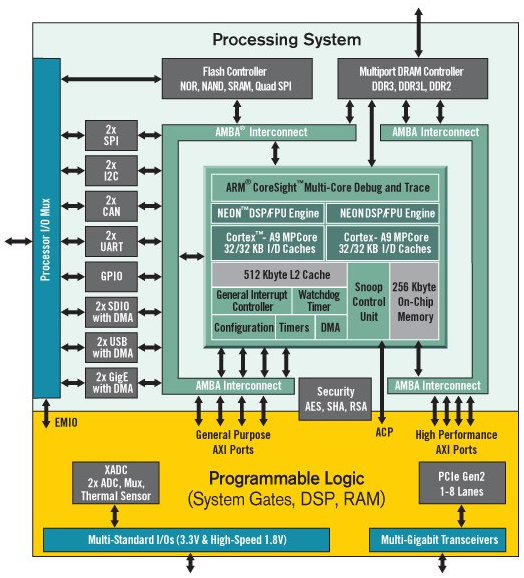 Processing System
Flash Controller
NOR, NAND, SRAM, Quad SPI
Multiport DRAM Controller
DDR3, DDR3L, DDR2
AMBA® Interconnect
AMBA Interconnect
Processor I/O Mux
2x
SPI
2x
I2C
2x
CAN
2x
UART
GPIO
2x SDIO
with DMA
2x USB
with DMA
2x GigE
with DMA
ARM® CoreSight™ Multi-Core Debug and Trace
NEON™ DSP/FPU Engine
NEON DSP/FPU Engine
Cortex™- A9 MPCore
32/32 KB I/D Caches
Cortex- A9 MPCore
32/32 KB I/D Caches
512 Kbyte L2 Cache
General Interrupt
Controller
Watchdog
Timer
Configuration
Timers
DMA
Snoop
Control
Unit
256 Kbyte
On-Chip
Memory
AMBA Interconnect
Security
AES, SHA, RSA
AMBA Interconnect
EMIO
General Purpose
AXI Ports
ACP
High Performance
AXI Ports
XADC
2x ADC, Mux,
Thermal Sensor
Programmable Logic
(System Gates, DSP, RAM)
PCIe Gen2
1-8 Lanes
Multi-Standard I/Os (3.3V & High-Speed 1.8V)
Multi-Gigabit Transceivers